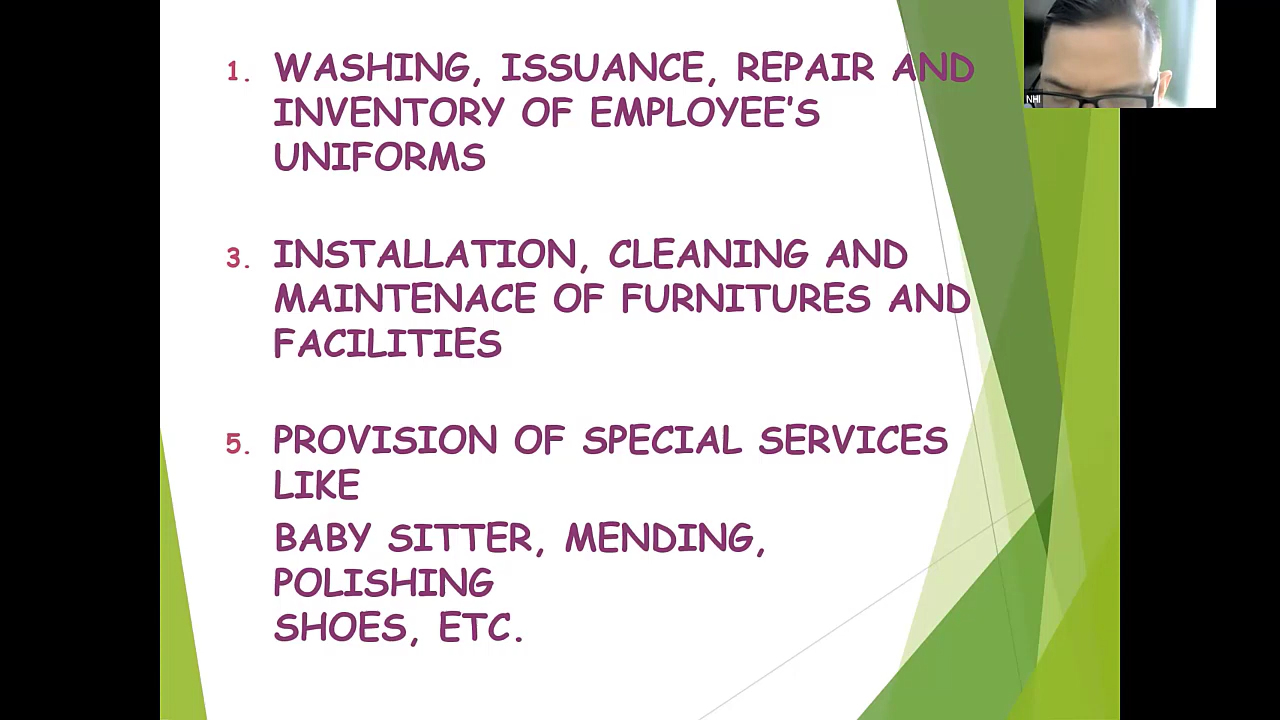 1. WASHING, ISSUANCE, REPAIR AND
INVENTORY OF EMPLOYEE'S
UNIFORMS
3. INSTALLATION, CLEANING AND
MAINTENACE OF FURNITURES AND
FACILITIES
5. PROVISION OF SPECIAL SERVICES
LIKE
BABY SITTER, MENDING,
POLISHING
SHOES, ETC.
NHI